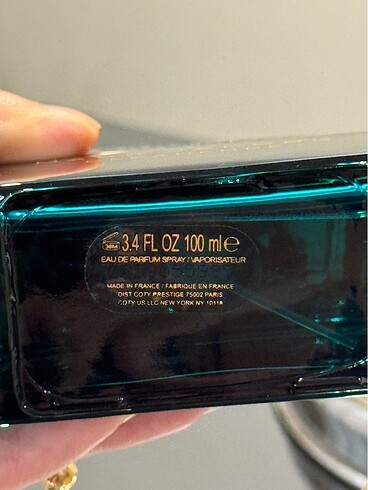 3.4 FL OZ 100 ml ℮
EAU DE PARFUM SPRAY / VAPORISATEUR
MADE IN FRANCE / FABRIQUÉ EN FRANCE
DIST COTY PRESTIGE 75002 PARIS
COTY US LLC NEW YORK NY 10118